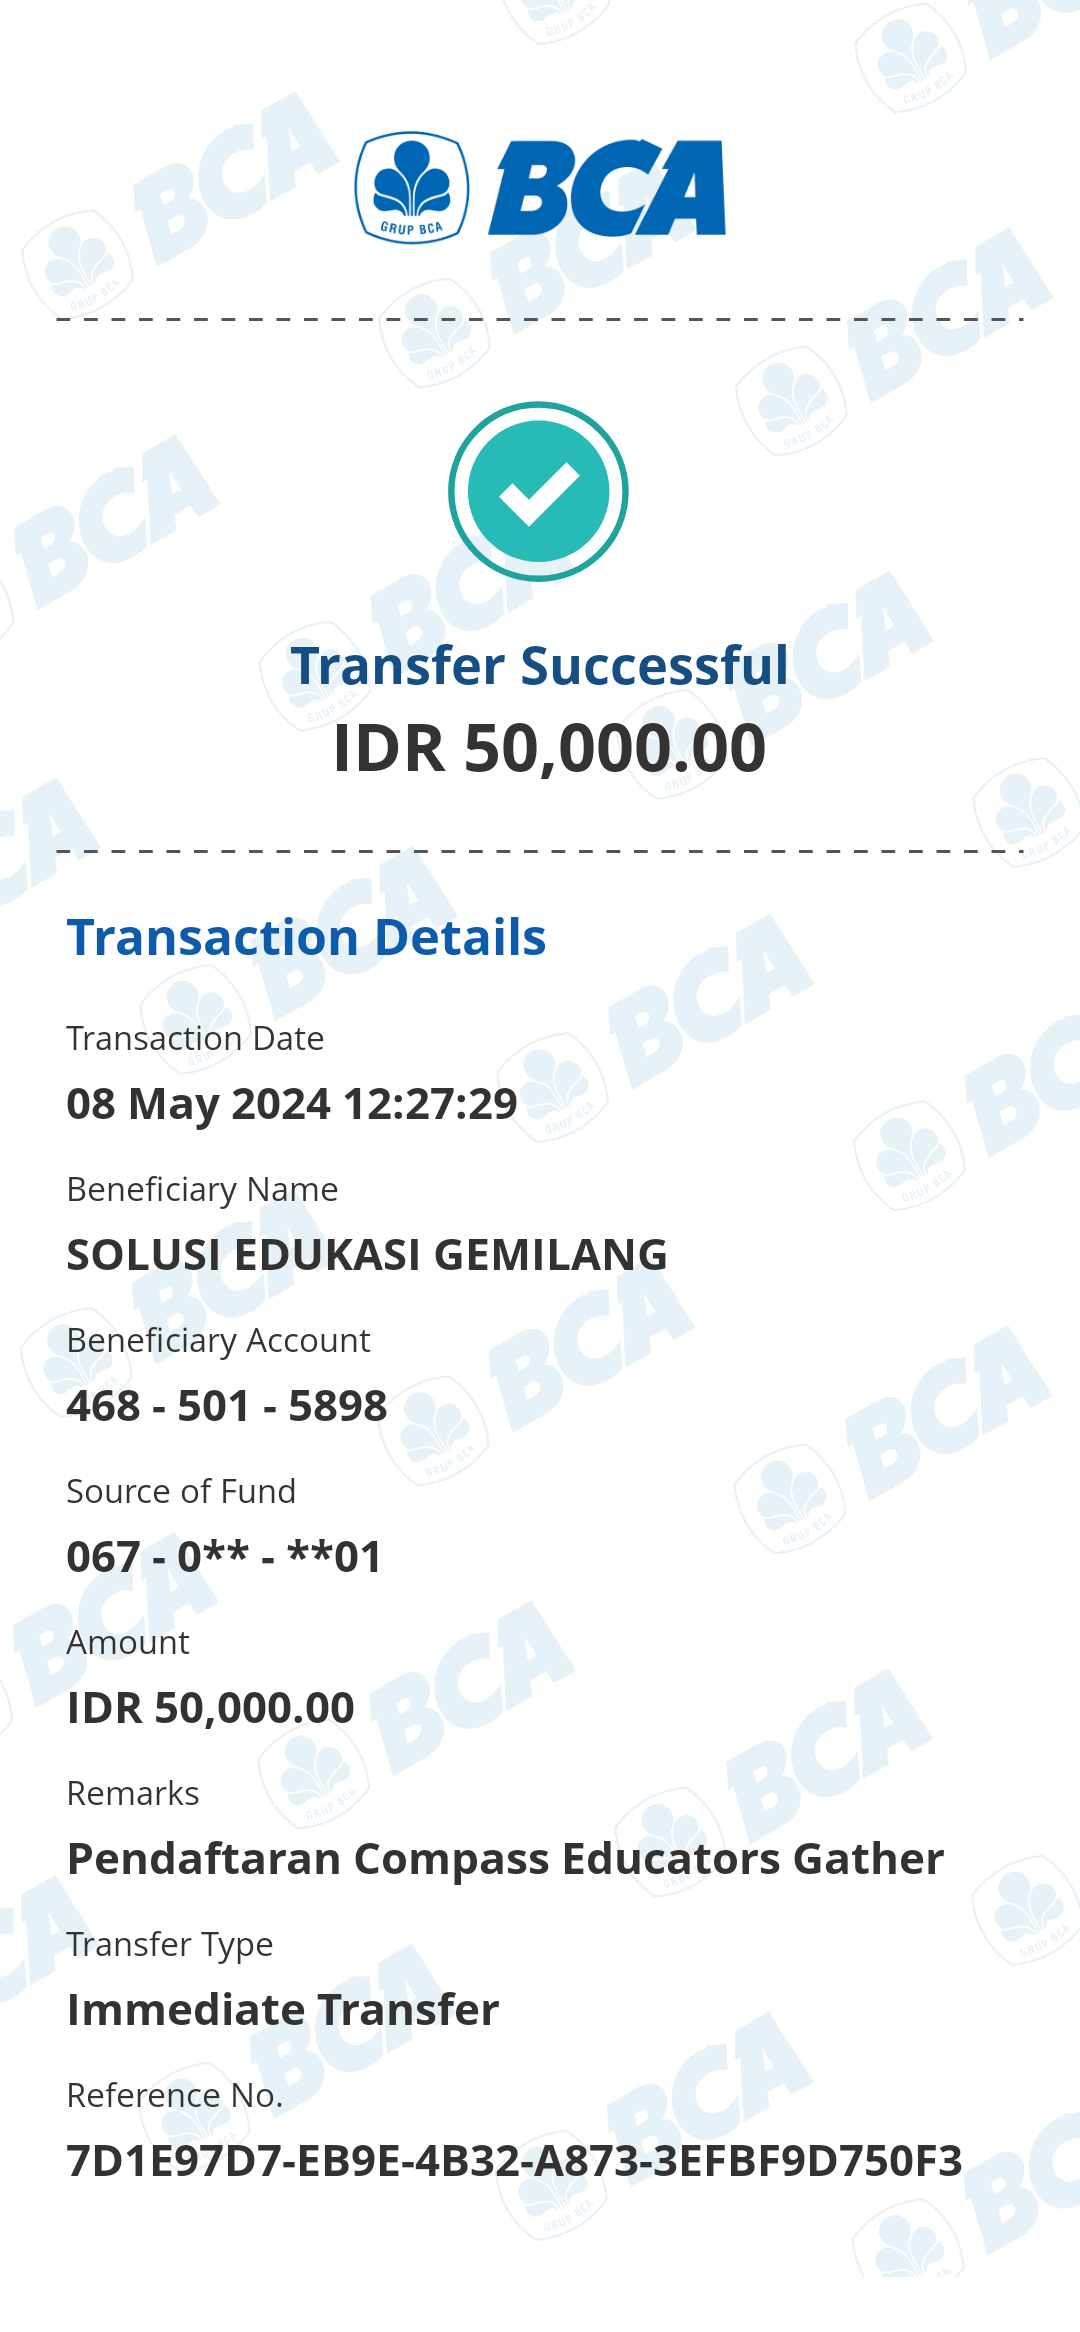 GRUP BCA
BCA
Transfer Successful
IDR 50,000.00
Transaction Details
Transaction Date
08 May 2024 12:27:29
Beneficiary Name
SOLUSI EDUKASI GEMILANG
Beneficiary Account
468 - 501 - 5898
Source of Fund
067 - 0** - **01
Amount
IDR 50,000.00
Remarks
Pendaftaran Compass Educators Gather
Transfer Type
Immediate Transfer
Reference No.
7D1E97D7-EB9E-4B32-A873-3EFBF9D750F3